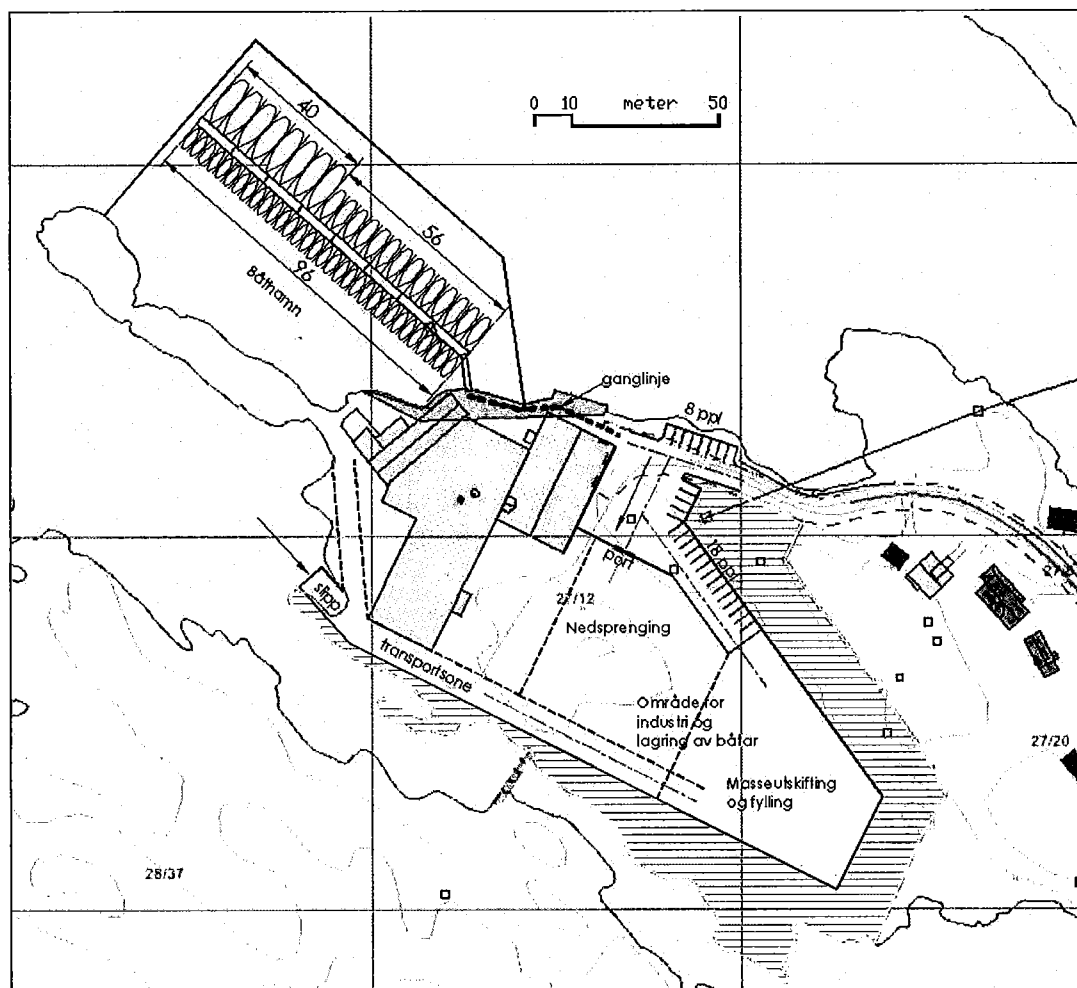 0 10 meter 50
40
56
96
Båthamn
ganglinje
8 ppl
18 ppl
port
slipp
27/12
Nedsprenging
transportsone
Område for
industri og
lagring av båtar
Masseutskifting
og fylling
27/20
28/37